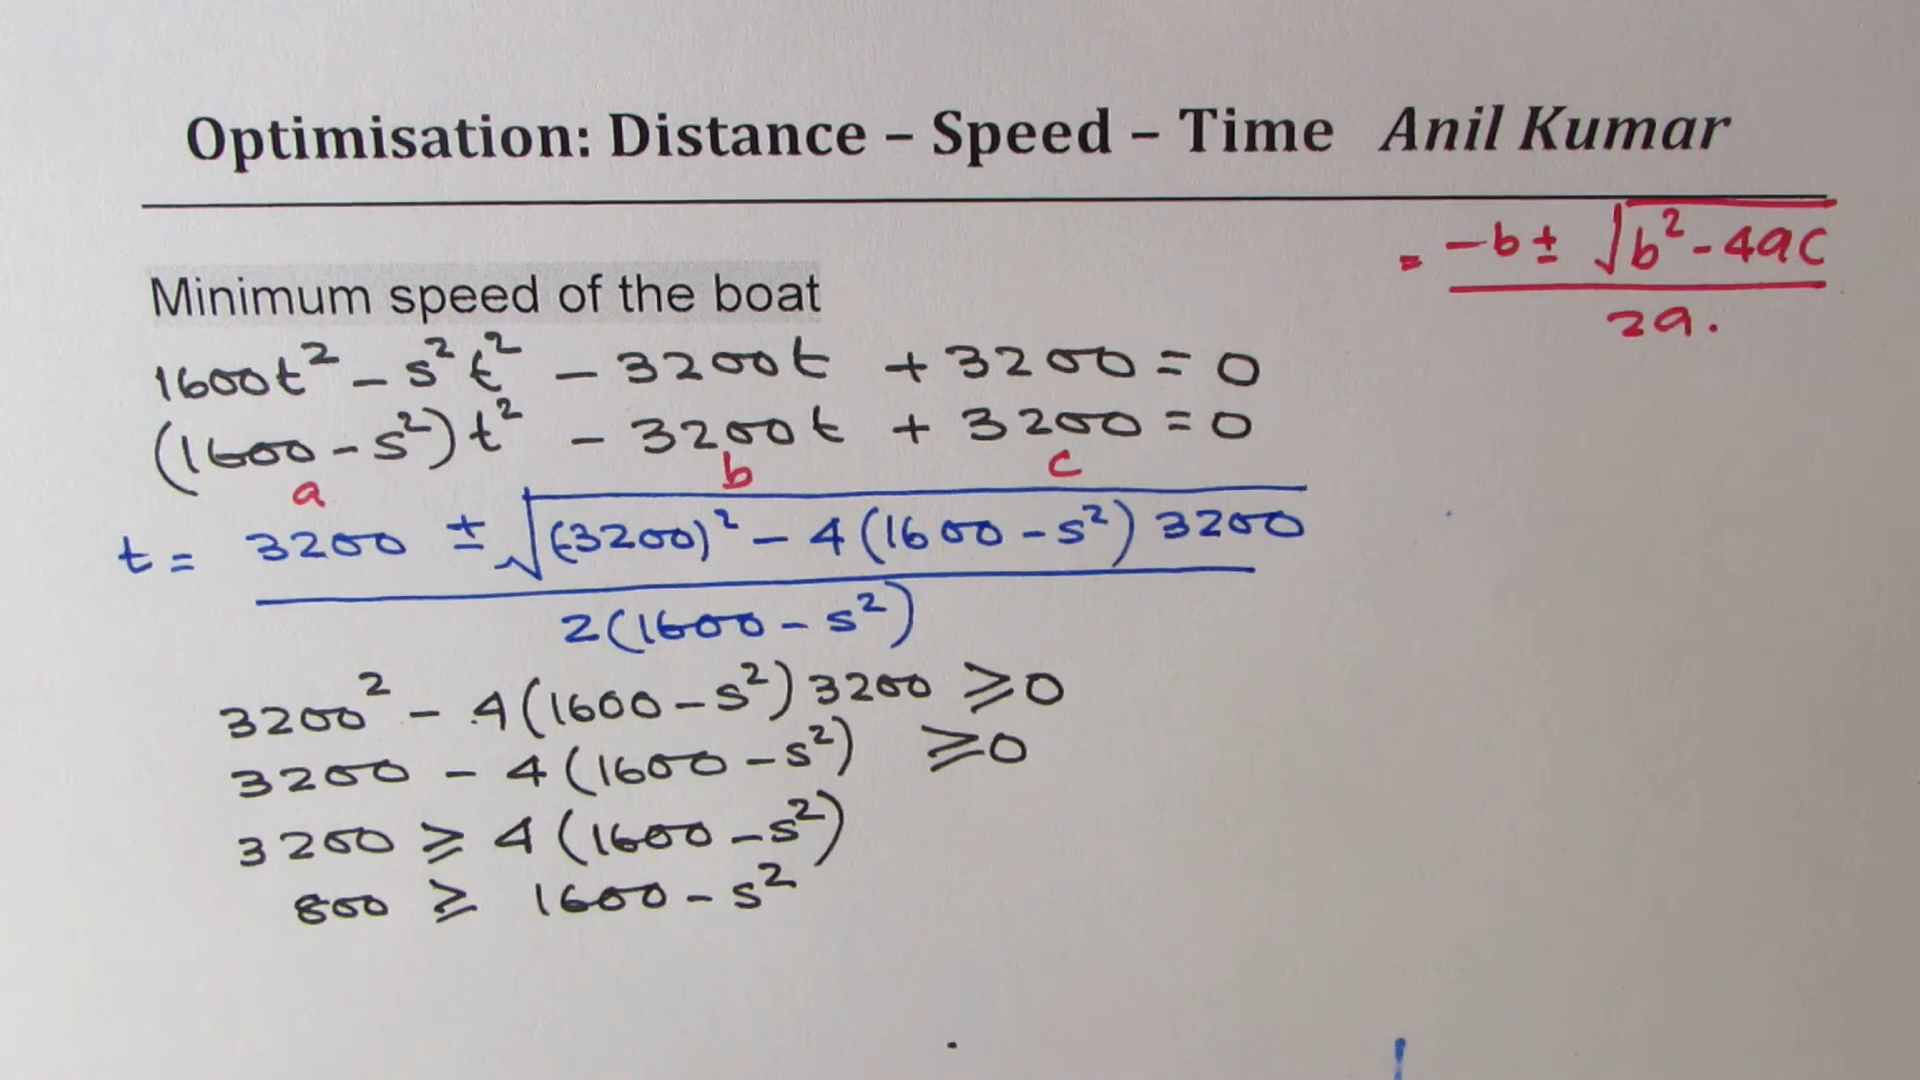 Optimisation: Distance – Speed – Time Anil Kumar
= -b ± √b² - 4ac
2a.
Minimum speed of the boat
1600t² - s²t² - 3200t + 3200 = 0
(1600 - s²)t² - 3200t + 3200 = 0
a b c
t = 3200 ± √(-3200)² - 4(1600 - s²) 3200
2(1600 - s²)
3200² - 4(1600 - s²) 3200 ≥ 0
3200 - 4(1600 - s²) ≥ 0
3200 ≥ 4(1600 - s²)
800 ≥ 1600 - s²